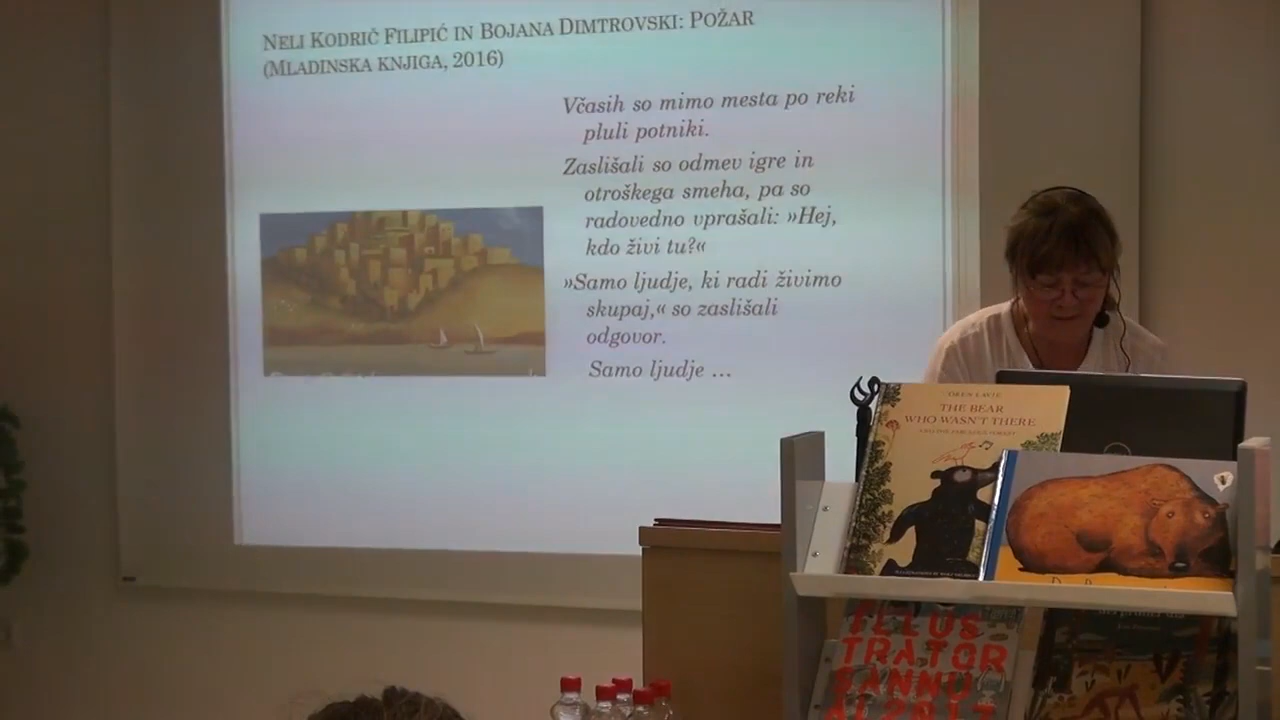 NELI KODRIČ FILIPIĆ IN BOJANA DIMTROVSKI: POŽAR
(MLADINSKA KNJIGA, 2016)
Včasih so mimo mesta po reki
pluli potniki.
Zaslišali so odmev igre in
otroškega smeha, pa so
radovedno vprašali: »Hej,
kdo živi tu?«
»Samo ljudje, ki radi živimo
skupaj,« so zaslišali
odgovor.
Samo ljudje …
THE BEAR
WHO WASN'T THERE
ILLUS
TRATOR